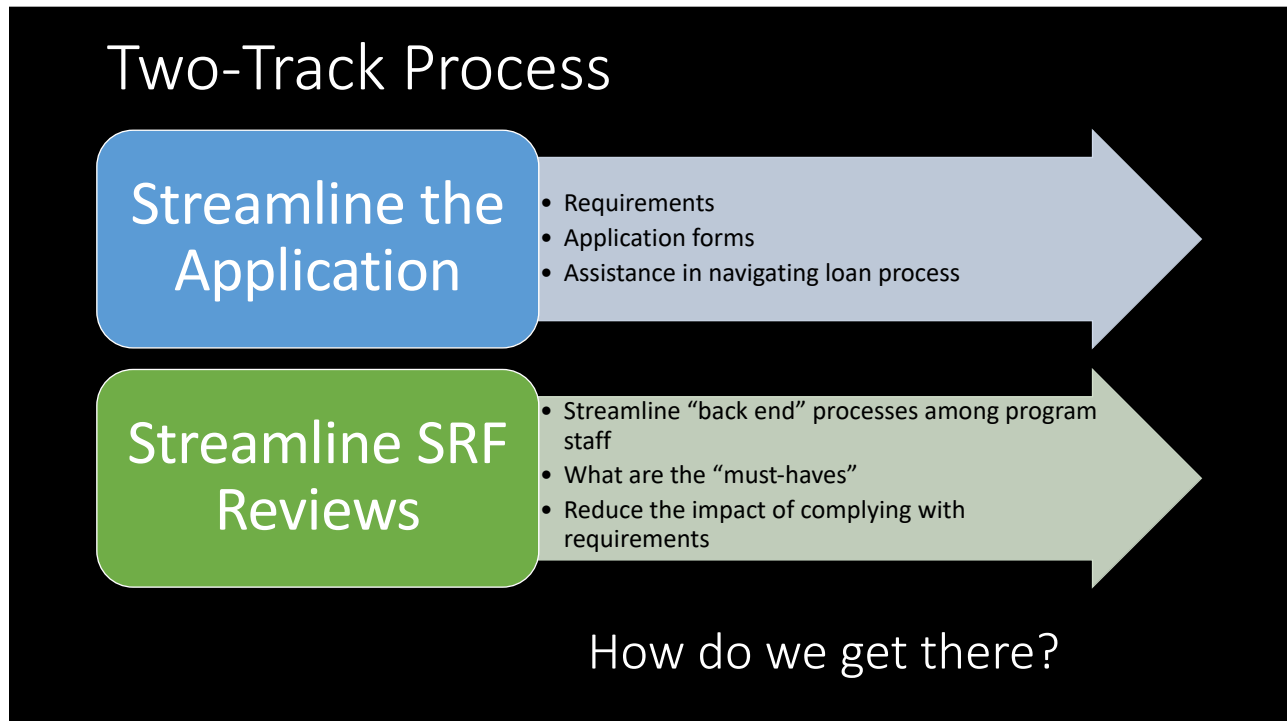 Two-Track Process
Streamline the
Application
• Requirements
• Application forms
• Assistance in navigating loan process
Streamline SRF
Reviews
• Streamline “back end” processes among program
staff
• What are the “must-haves”
• Reduce the impact of complying with
requirements
How do we get there?